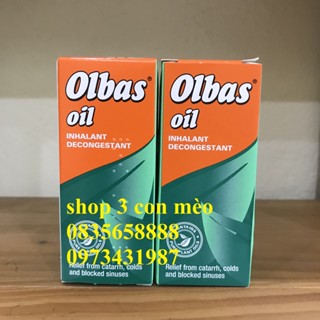 Olbas®
oil
INHALANT
DECONGESTANT
Relief from catarrh, colds
and blocked sinuses
Olbas®
oil
INHALANT
DECONGESTANT
Relief from catarrh, colds
and blocked sinuses
shop 3 con mèo
0835658888
0973431987